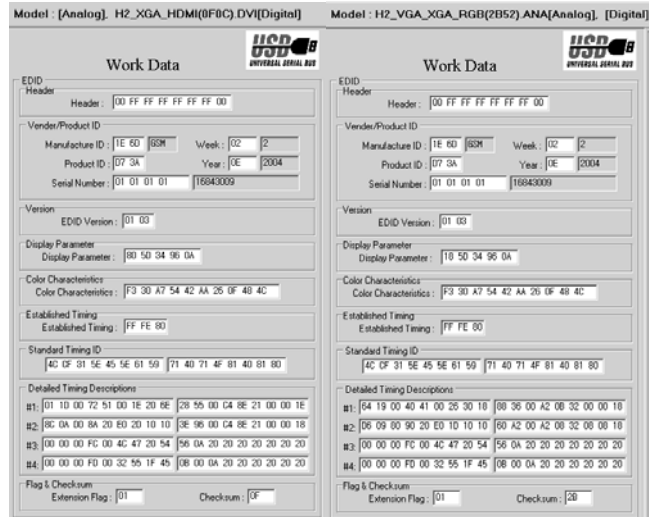 Model : [Analog], H2_XGA_HDMI(0F0C).DVI[Digital]
USB
UNIVERSAL SERIAL BUS
Work Data
EDID
Header
Header : 00 FF FF FF FF FF FF 00
Vender/Product ID
Manufacture ID : 1E 6D GSM Week : 02 2
Product ID : 07 3A Year : 0E 2004
Serial Number : 01 01 01 01 16843009
Version
EDID Version : 01 03
Display Parameter
Display Parameter : 80 5D 34 96 0A
Color Characteristics
Color Characteristics : F3 30 A7 54 42 AA 26 0F 48 4C
Established Timing
Established Timing : FF FE 80
Standard Timing ID
4C CF 31 5E 45 5E 61 59 71 40 71 4F 81 40 81 80
Detailed Timing Descriptions
#1: 01 1D 00 72 51 00 1E 20 6E 28 55 00 C4 8E 21 00 00 1E
#2: 8C 0A 00 8A 20 E0 2D 10 10 3E 96 00 C4 8E 21 00 00 18
#3: 00 00 00 FC 00 4C 47 20 54 56 0A 20 20 20 20 20 20 20
#4: 00 00 00 FD 00 32 55 1F 45 0B 00 0A 20 20 20 20 20 20
Flag & Checksum
Extension Flag : 01 Checksum : 0F
Model : H2_VGA_XGA_RGB(2B52).ANA[Analog], [Digital]
USB
UNIVERSAL SERIAL BUS
Work Data
EDID
Header
Header : 00 FF FF FF FF FF FF 00
Vender/Product ID
Manufacture ID : 1E 6D GSM Week : 02 2
Product ID : 07 3A Year : 0E 2004
Serial Number : 01 01 01 01 16843009
Version
EDID Version : 01 03
Display Parameter
Display Parameter : 18 5D 34 96 0A
Color Characteristics
Color Characteristics : F3 30 A7 54 42 AA 26 0F 48 4C
Established Timing
Established Timing : FF FE 80
Standard Timing ID
4C CF 31 5E 45 5E 61 59 71 40 71 4F 81 40 81 80
Detailed Timing Descriptions
#1: 64 19 00 40 41 00 26 30 18 88 36 00 A2 0B 32 00 00 18
#2: D6 09 00 90 20 E0 1D 10 10 60 A2 00 A2 08 32 00 00 18
#3: 00 00 00 FC 00 4C 47 20 54 56 0A 20 20 20 20 20 20 20
#4: 00 00 00 FD 00 32 55 1F 45 0B 00 0A 20 20 20 20 20 20
Flag & Checksum
Extension Flag : 01 Checksum : 2B